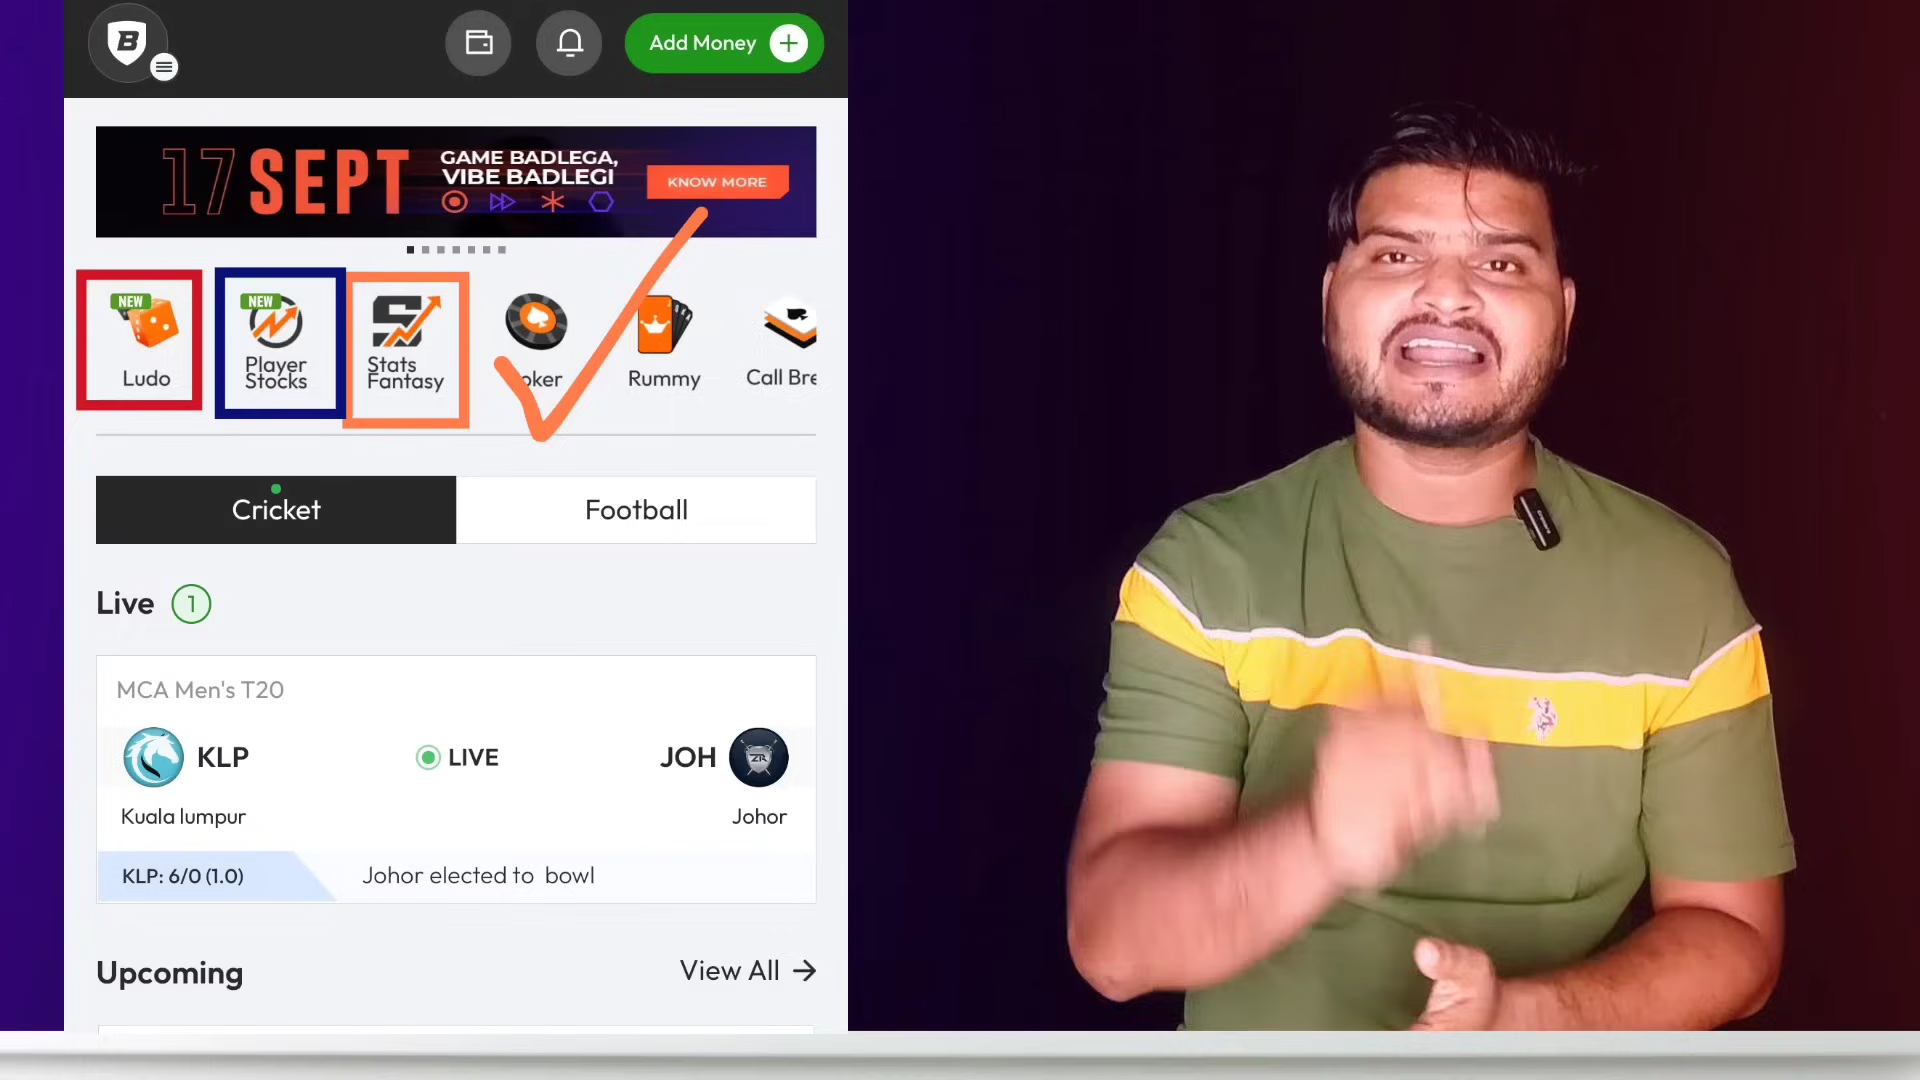 B
Add Money
17 SEPT
GAME BADLEGA,
VIBE BADLEGI
KNOW MORE
NEW
Ludo
NEW
Player
Stocks
Stats
Fantasy
oker
Rummy
Call Bre
Cricket
Football
Live 1
MCA Men's T20
KLP
LIVE
JOH
ZR
Kuala lumpur
Johor
KLP: 6/0 (1.0)
Johor elected to bowl
Upcoming
View All